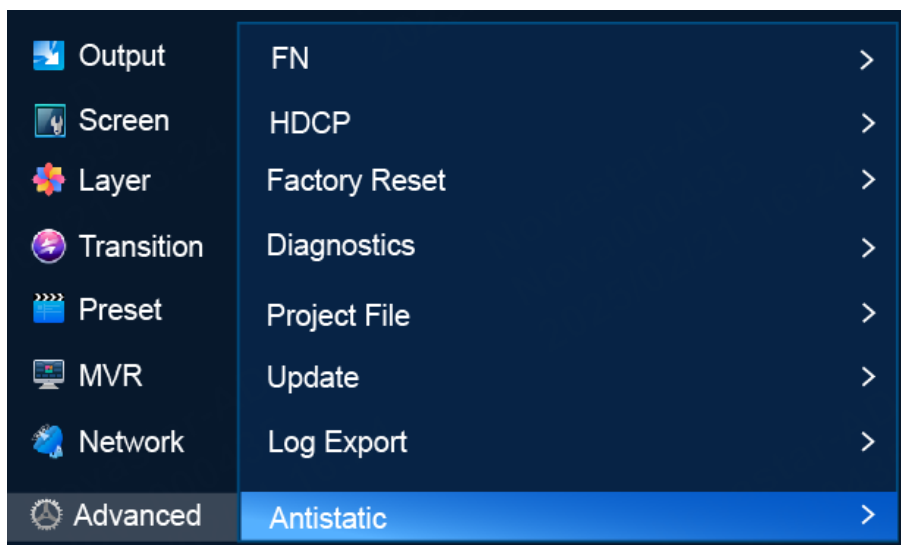 Output
Screen
Layer
Transition
Preset
MVR
Network
Advanced
FN
HDCP
Factory Reset
Diagnostics
Project File
Update
Log Export
Antistatic